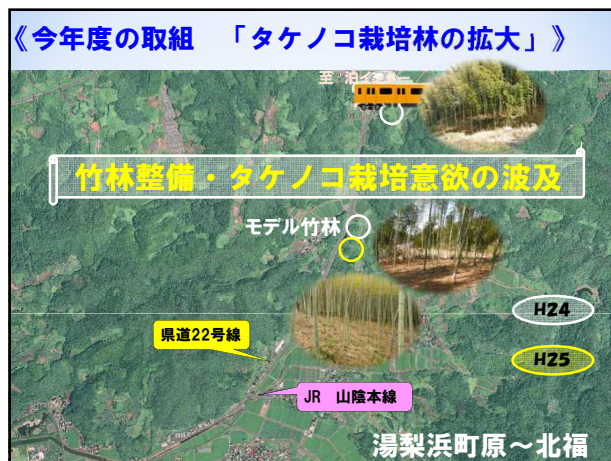 《今年度の取組 「タケノコ栽培林の拡大」》
至 泊
竹林整備・タケノコ栽培意欲の波及
モデル竹林
H24
県道22号線
H25
JR 山陰本線
湯梨浜町原～北福